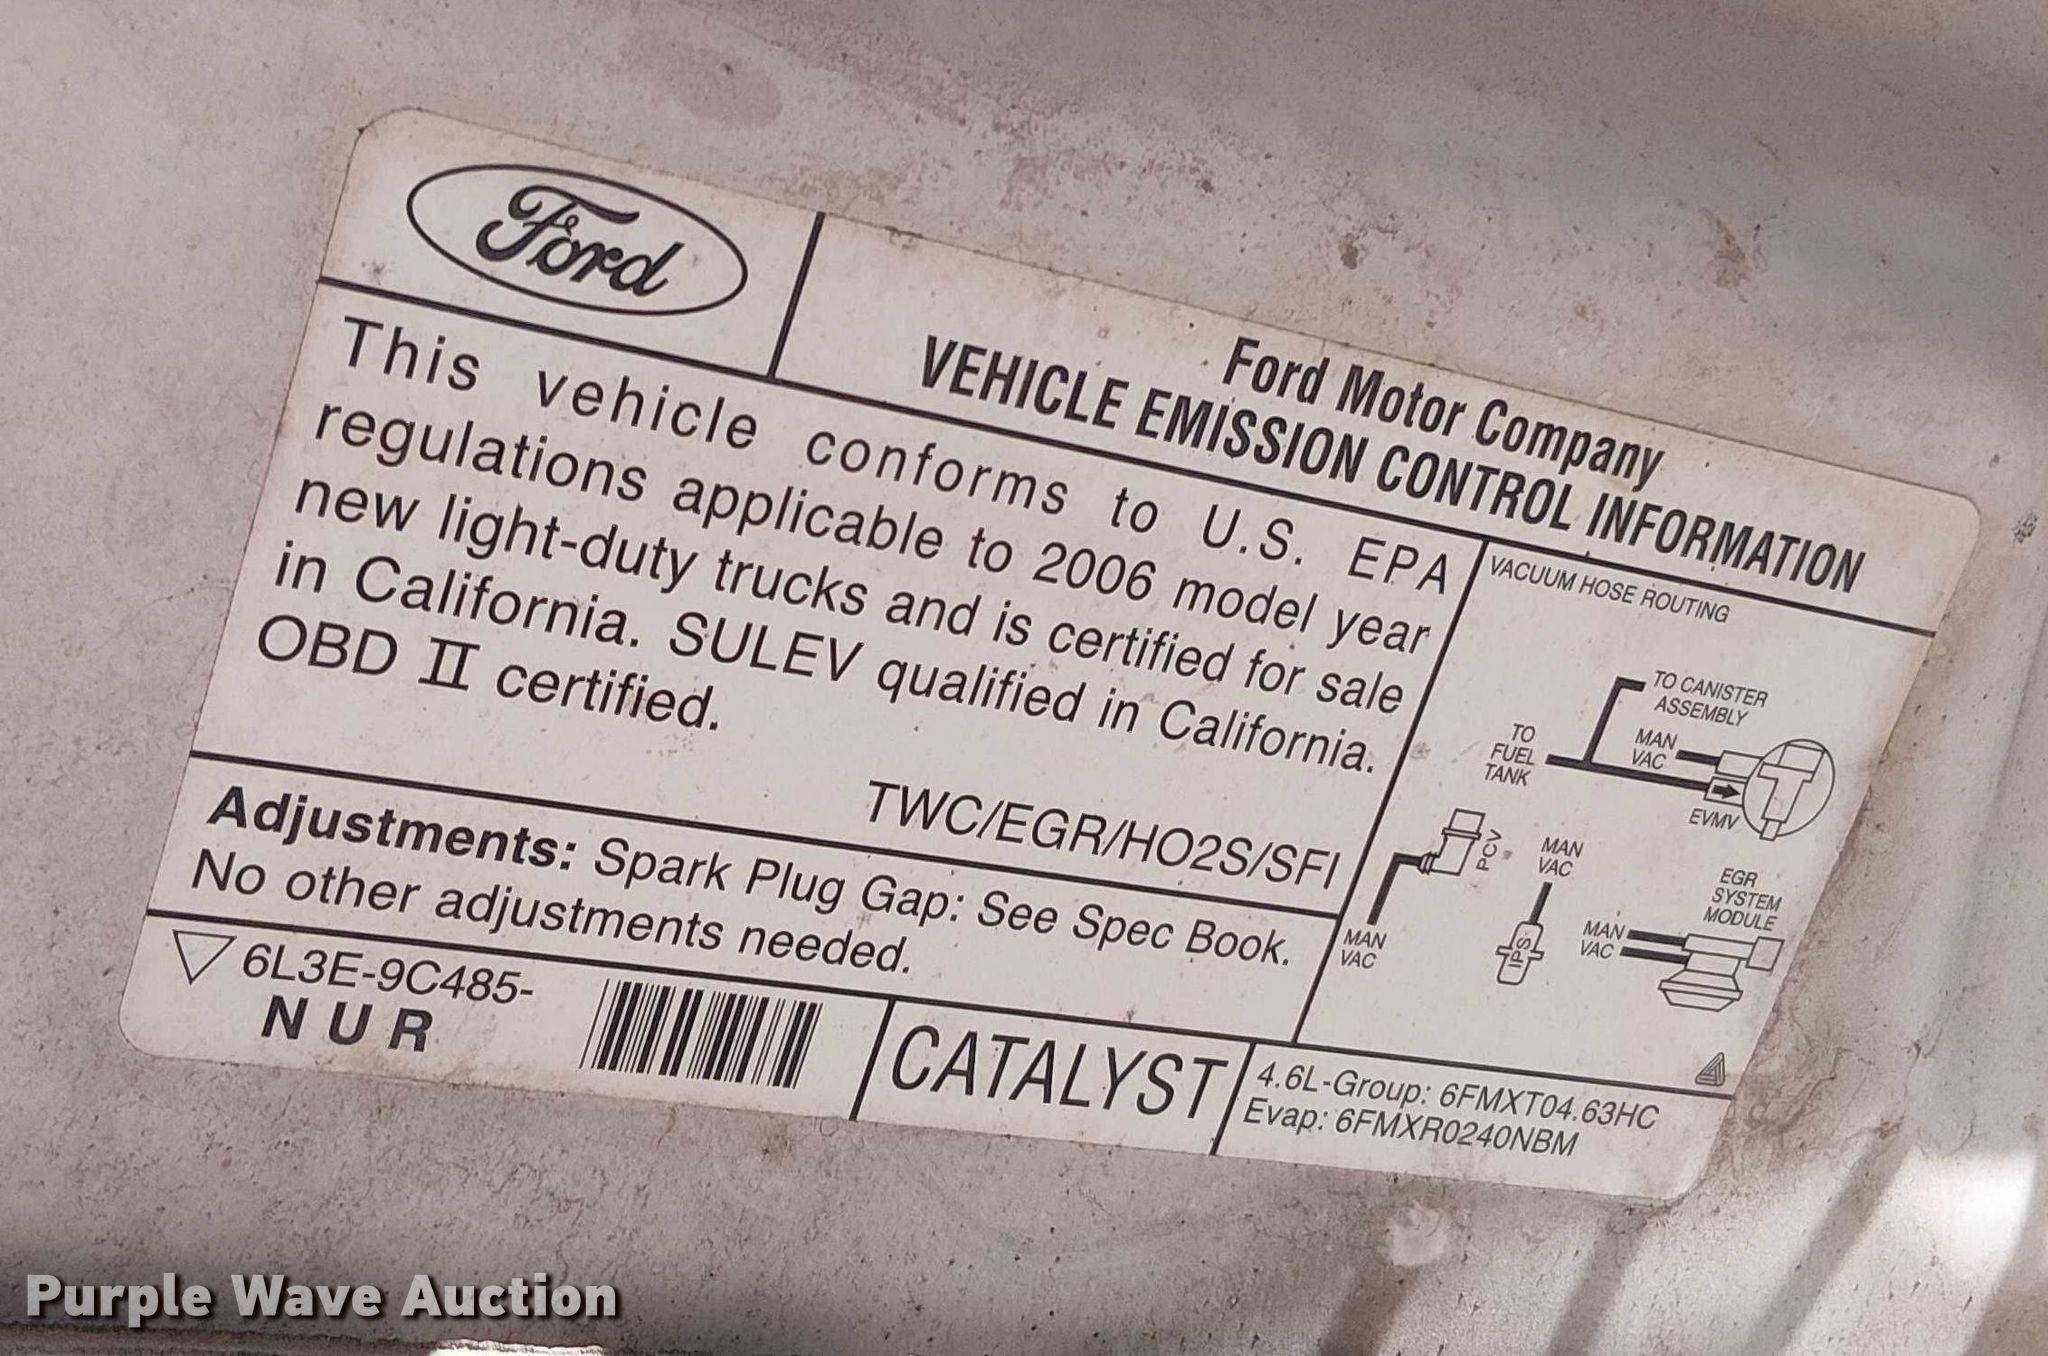 Ford
Ford Motor Company
VEHICLE EMISSION CONTROL INFORMATION
This vehicle conforms to U.S. EPA
regulations applicable to 2006 model year
new light-duty trucks and is certified for sale
in California. SULEV qualified in California.
OBD II certified.
TWC/EGR/HO2S/SFI
Adjustments: Spark Plug Gap: See Spec Book.
No other adjustments needed.
VACUUM HOSE ROUTING
TO CANISTER
ASSEMBLY
TO
FUEL
TANK
MAN
VAC
EVMV
PCV
MAN
VAC
MAN
VAC
IPS
EGR
SYSTEM
MODULE
MAN
VAC
6L3E-9C485-
NUR
CATALYST
4.6L-Group: 6FMXT04.63HC
Evap: 6FMXR0240NBM
Purple Wave Auction